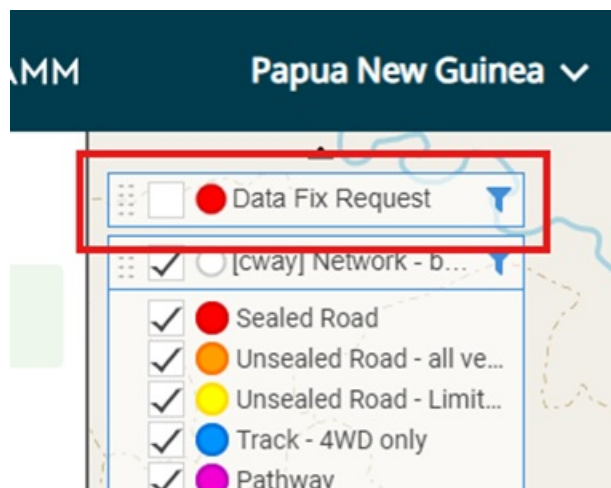 AMM
Papua New Guinea
Data Fix Request
[cway] Network - b...
Sealed Road
Unsealed Road - all ve...
Unsealed Road - Limit...
Track - 4WD only
Pathway